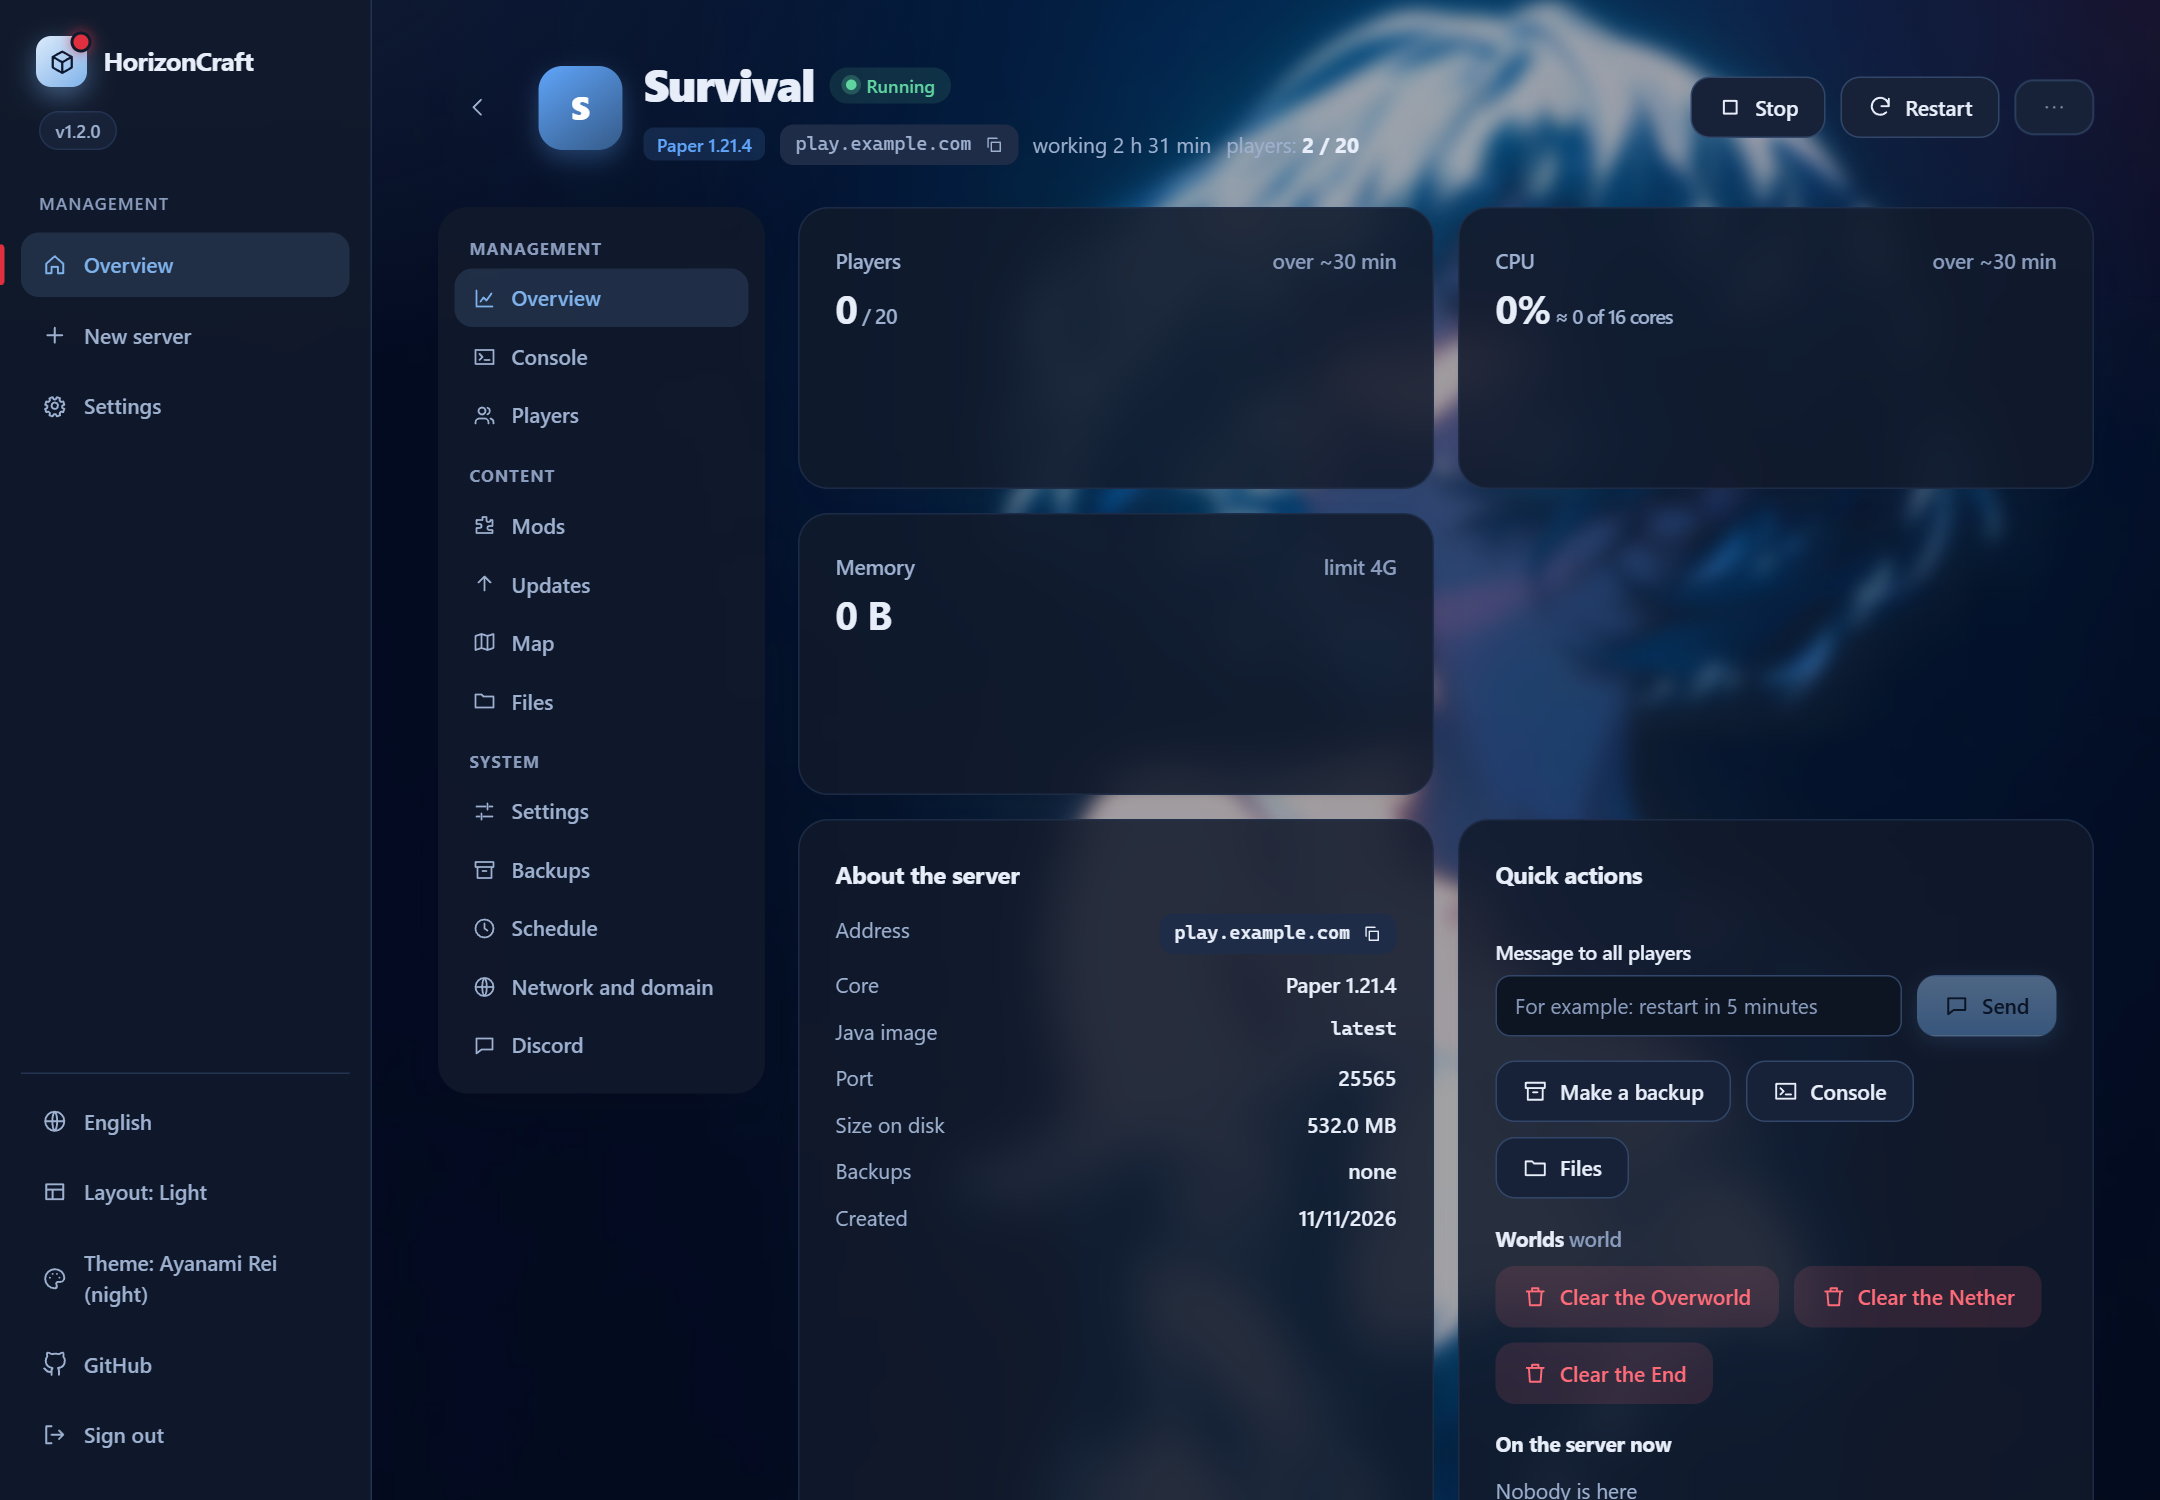 HorizonCraft
v1.2.0
MANAGEMENT
Overview
New server
Settings
English
Layout: Light
Theme: Ayanami Rei
(night)
GitHub
Sign out
S
Survival
Running
Paper 1.21.4
play.example.com
working 2 h 31 min
players: 2 / 20
Stop
Restart
...
MANAGEMENT
Overview
Console
Players
CONTENT
Mods
Updates
Map
Files
SYSTEM
Settings
Backups
Schedule
Network and domain
Discord
Players
over ~30 min
0 / 20
CPU
over ~30 min
0% ≈ 0 of 16 cores
Memory
limit 4G
0 B
About the server
Address play.example.com
Core Paper 1.21.4
Java image latest
Port 25565
Size on disk 532.0 MB
Backups none
Created 11/11/2026
Quick actions
Message to all players
For example: restart in 5 minutes
Send
Make a backup
Console
Files
Worlds world
Clear the Overworld
Clear the Nether
Clear the End
On the server now
Nobody is here